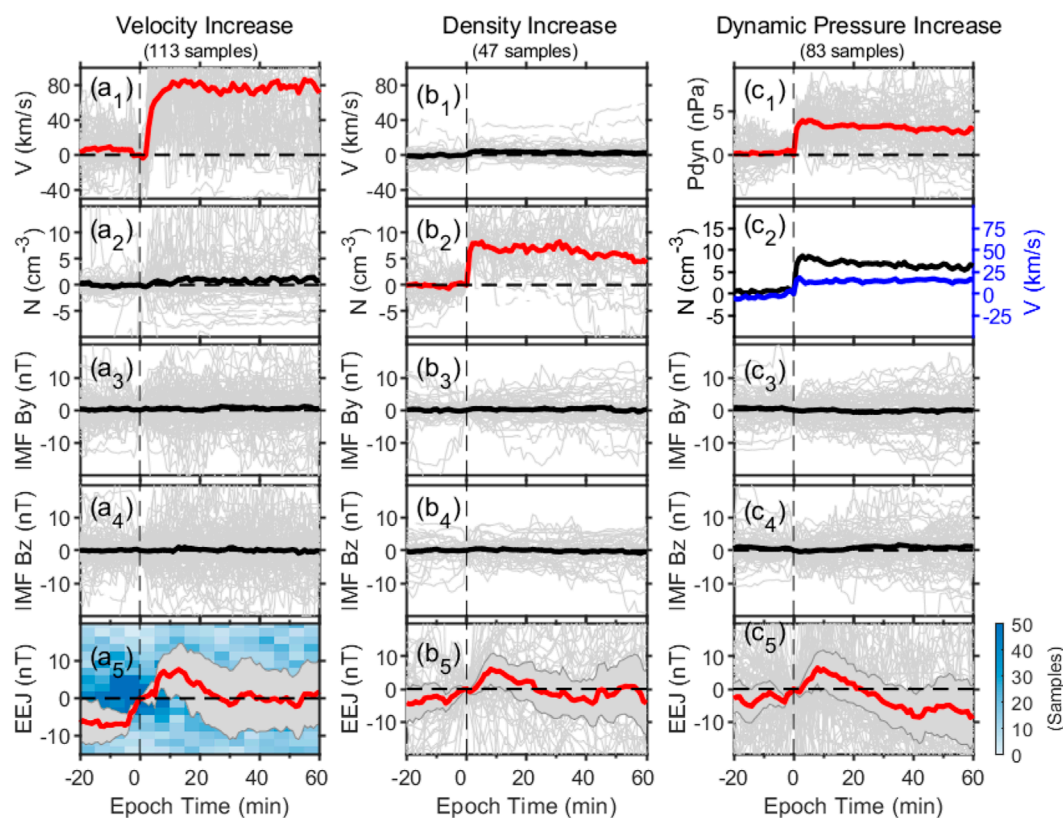 Velocity Increase
(113 samples)
Density Increase
(47 samples)
Dynamic Pressure Increase
(83 samples)
(a1)
V (km/s)
80
40
0
-40
(b1)
V (km/s)
80
40
0
-40
(c1)
Pdyn (nPa)
5
0
(a2)
N (cm-3)
10
5
0
-5
(b2)
N (cm-3)
10
5
0
-5
(c2)
N (cm-3)
15
10
5
0
-5
75
50
25
0
-25
V (km/s)
(a3)
IMF By (nT)
10
0
-10
(b3)
IMF By (nT)
10
0
-10
(c3)
IMF By (nT)
10
0
-10
(a4)
IMF Bz (nT)
10
0
-10
(b4)
IMF Bz (nT)
10
0
-10
(c4)
IMF Bz (nT)
10
0
-10
(a5)
EEJ (nT)
10
0
-10
-20 0 20 40 60
Epoch Time (min)
(b5)
EEJ (nT)
10
0
-10
-20 0 20 40 60
Epoch Time (min)
(c5)
EEJ (nT)
10
0
-10
-20 0 20 40 60
Epoch Time (min)
50
40
30
20
10
0
(Samples)